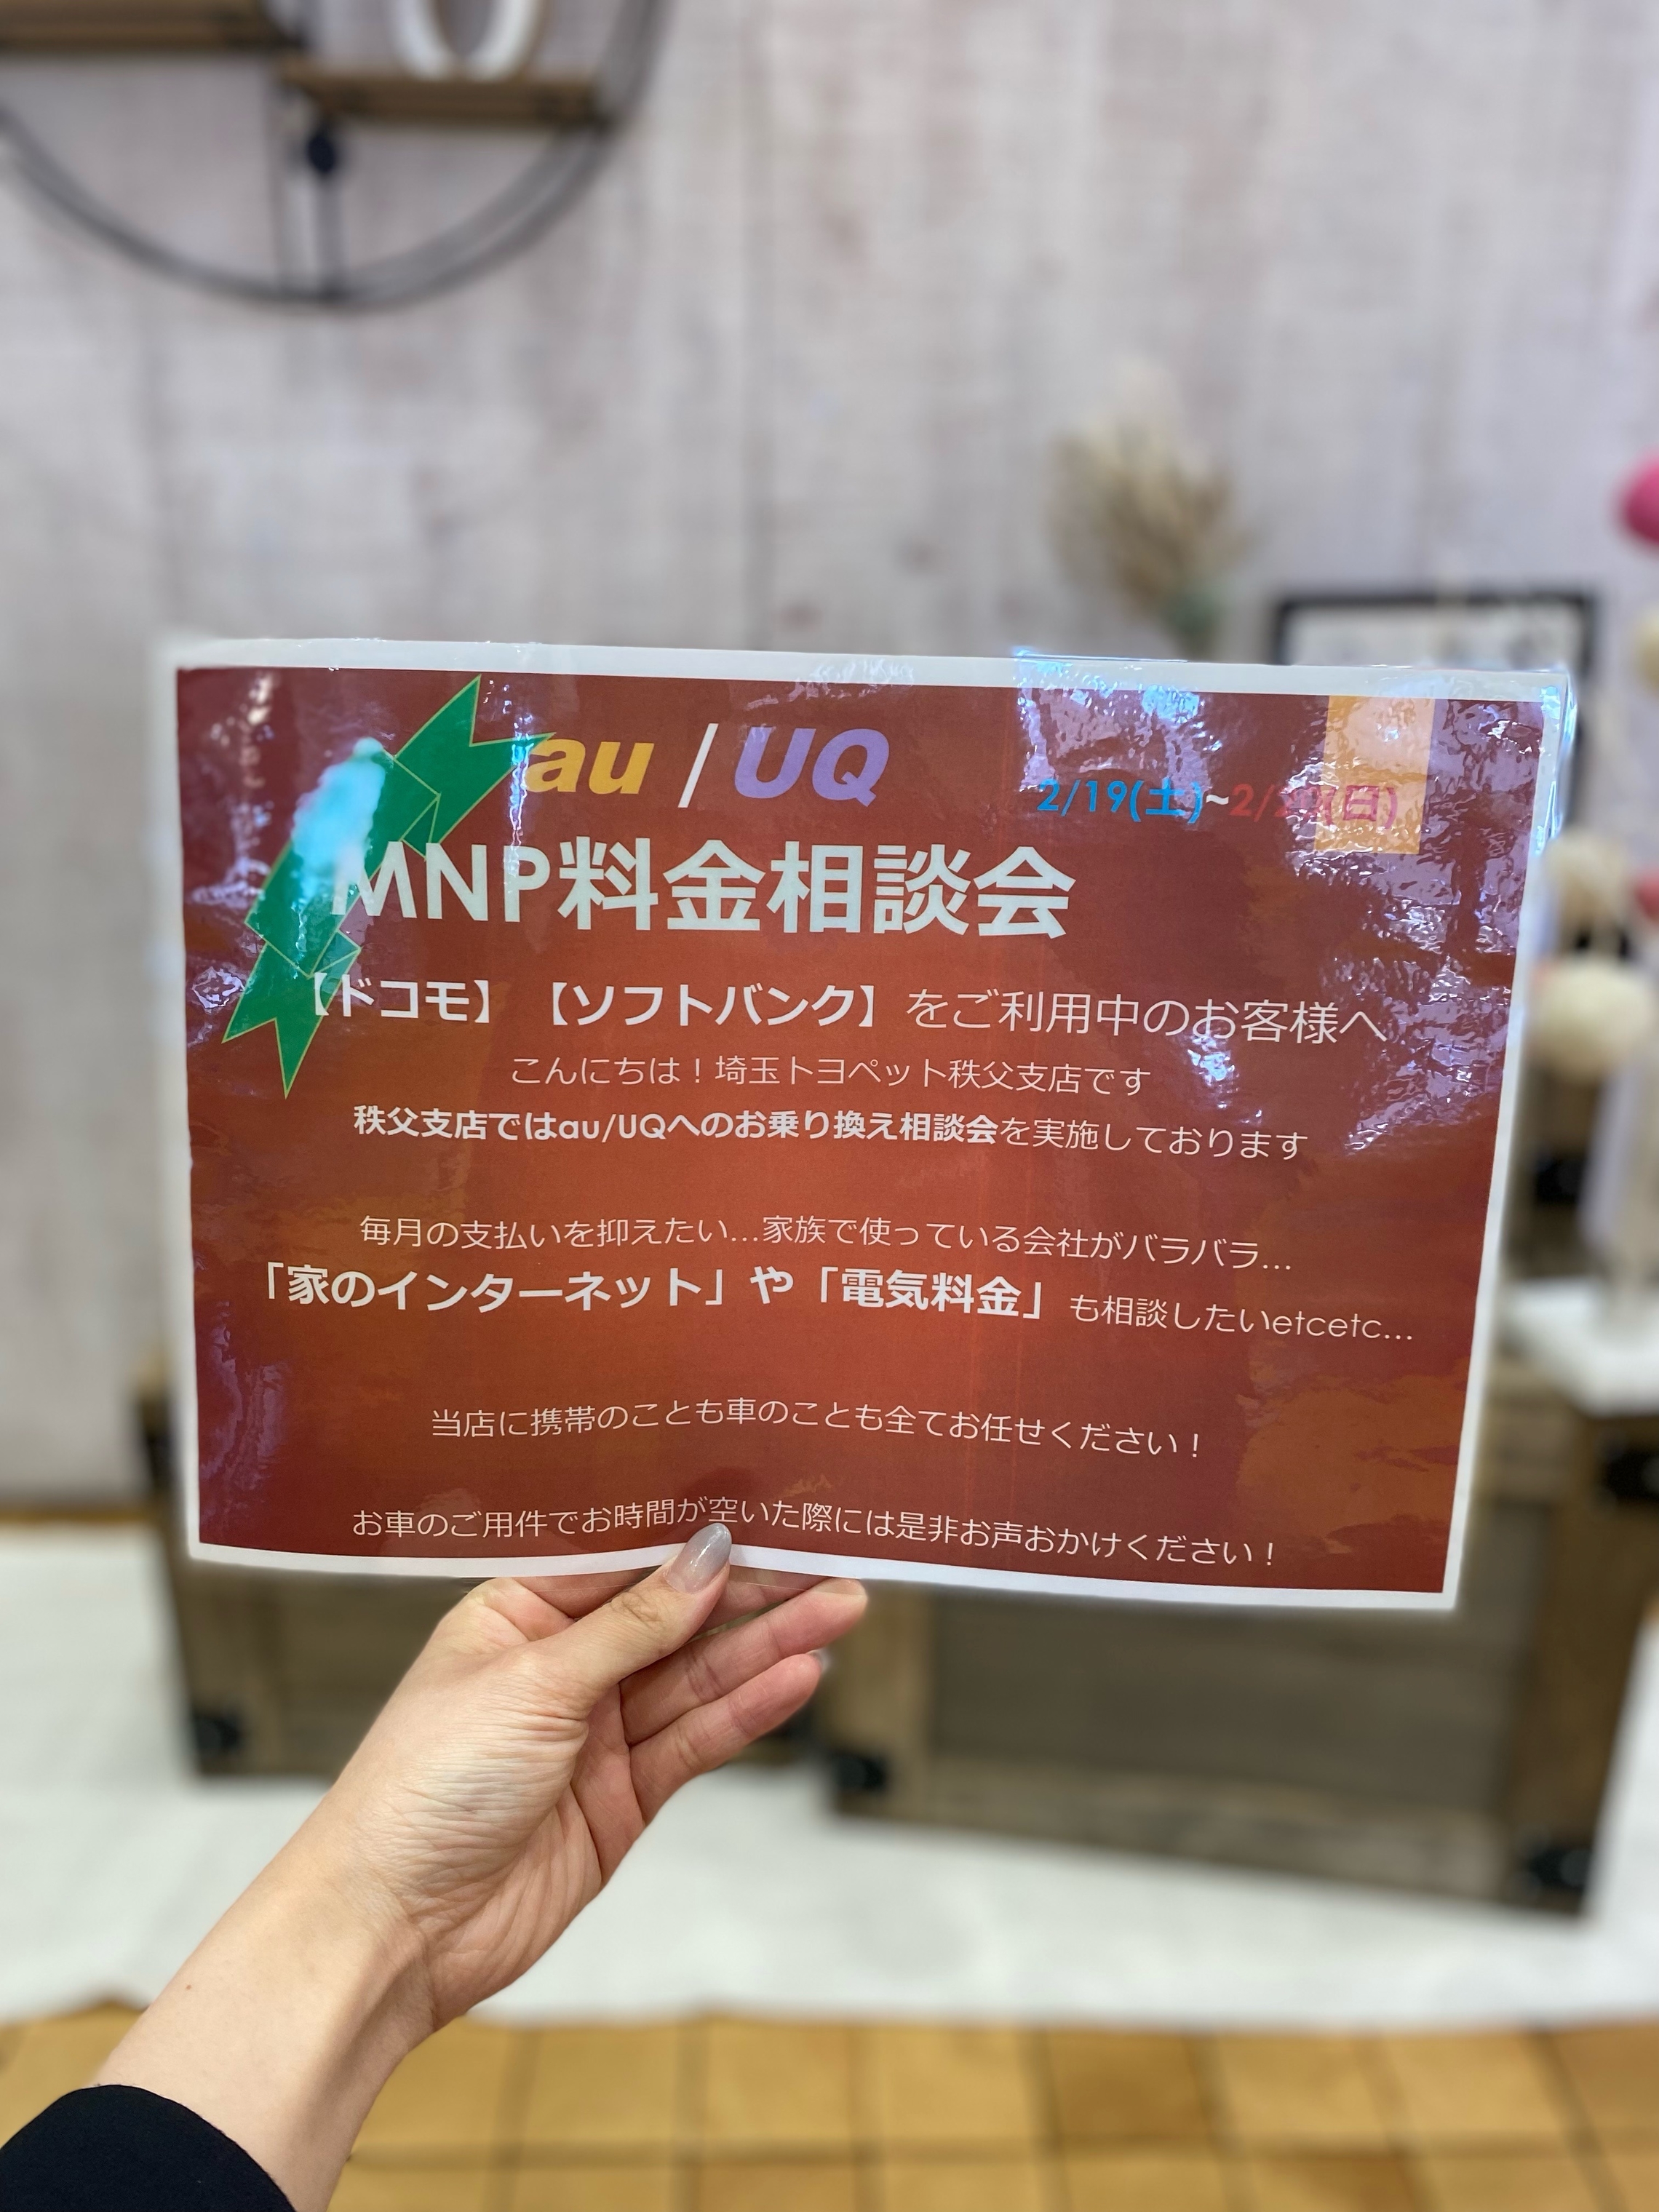 au / UQ
2/19(土)~2/2 (日)
MNP料金相談会
【ドコモ】【ソフトバンク】をご利用中のお客様へ
こんにちは！埼玉トヨペット秩父支店です
秩父支店ではau/UQへのお乗り換え相談会を実施しております
毎月の支払いを抑えたい…家族で使っている会社がバラバラ…
「家のインターネット」や「電気料金」も相談したいetcetc…
当店に携帯のことも車のことも全てお任せください！
お車のご用件でお時間が空いた際には是非お声おかけください！